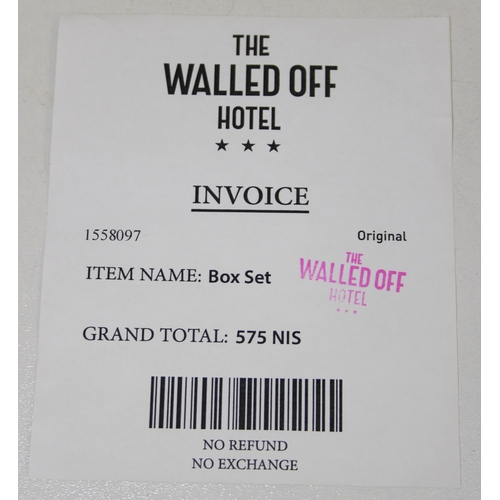 THE
WALLED OFF
HOTEL
★ ★ ★
INVOICE
1558097 Original
ITEM NAME: Box Set
THE
WALLED OFF
HOTEL
★ ★ ★
GRAND TOTAL: 575 NIS
NO REFUND
NO EXCHANGE